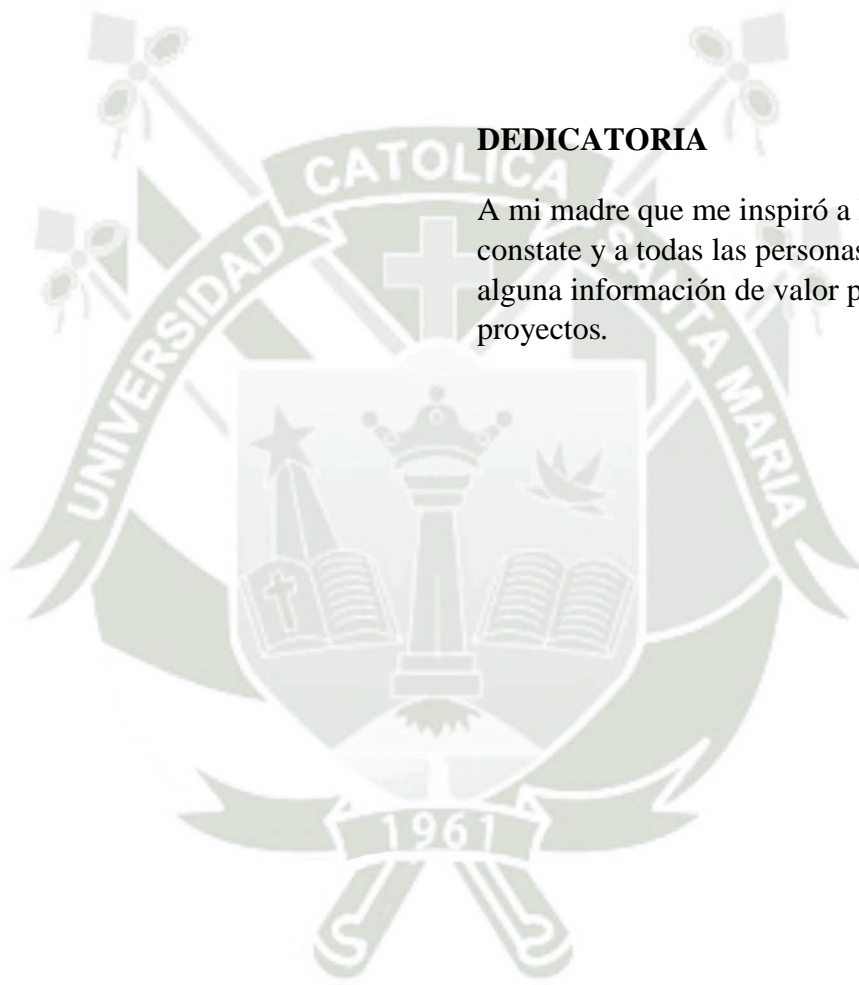 DEDICATORIA
A mi madre que me inspiró a
constate y a todas las personas
alguna información de valor p
proyectos.
UNIVERSIDAD CATOLICA SANTA MARIA
1961